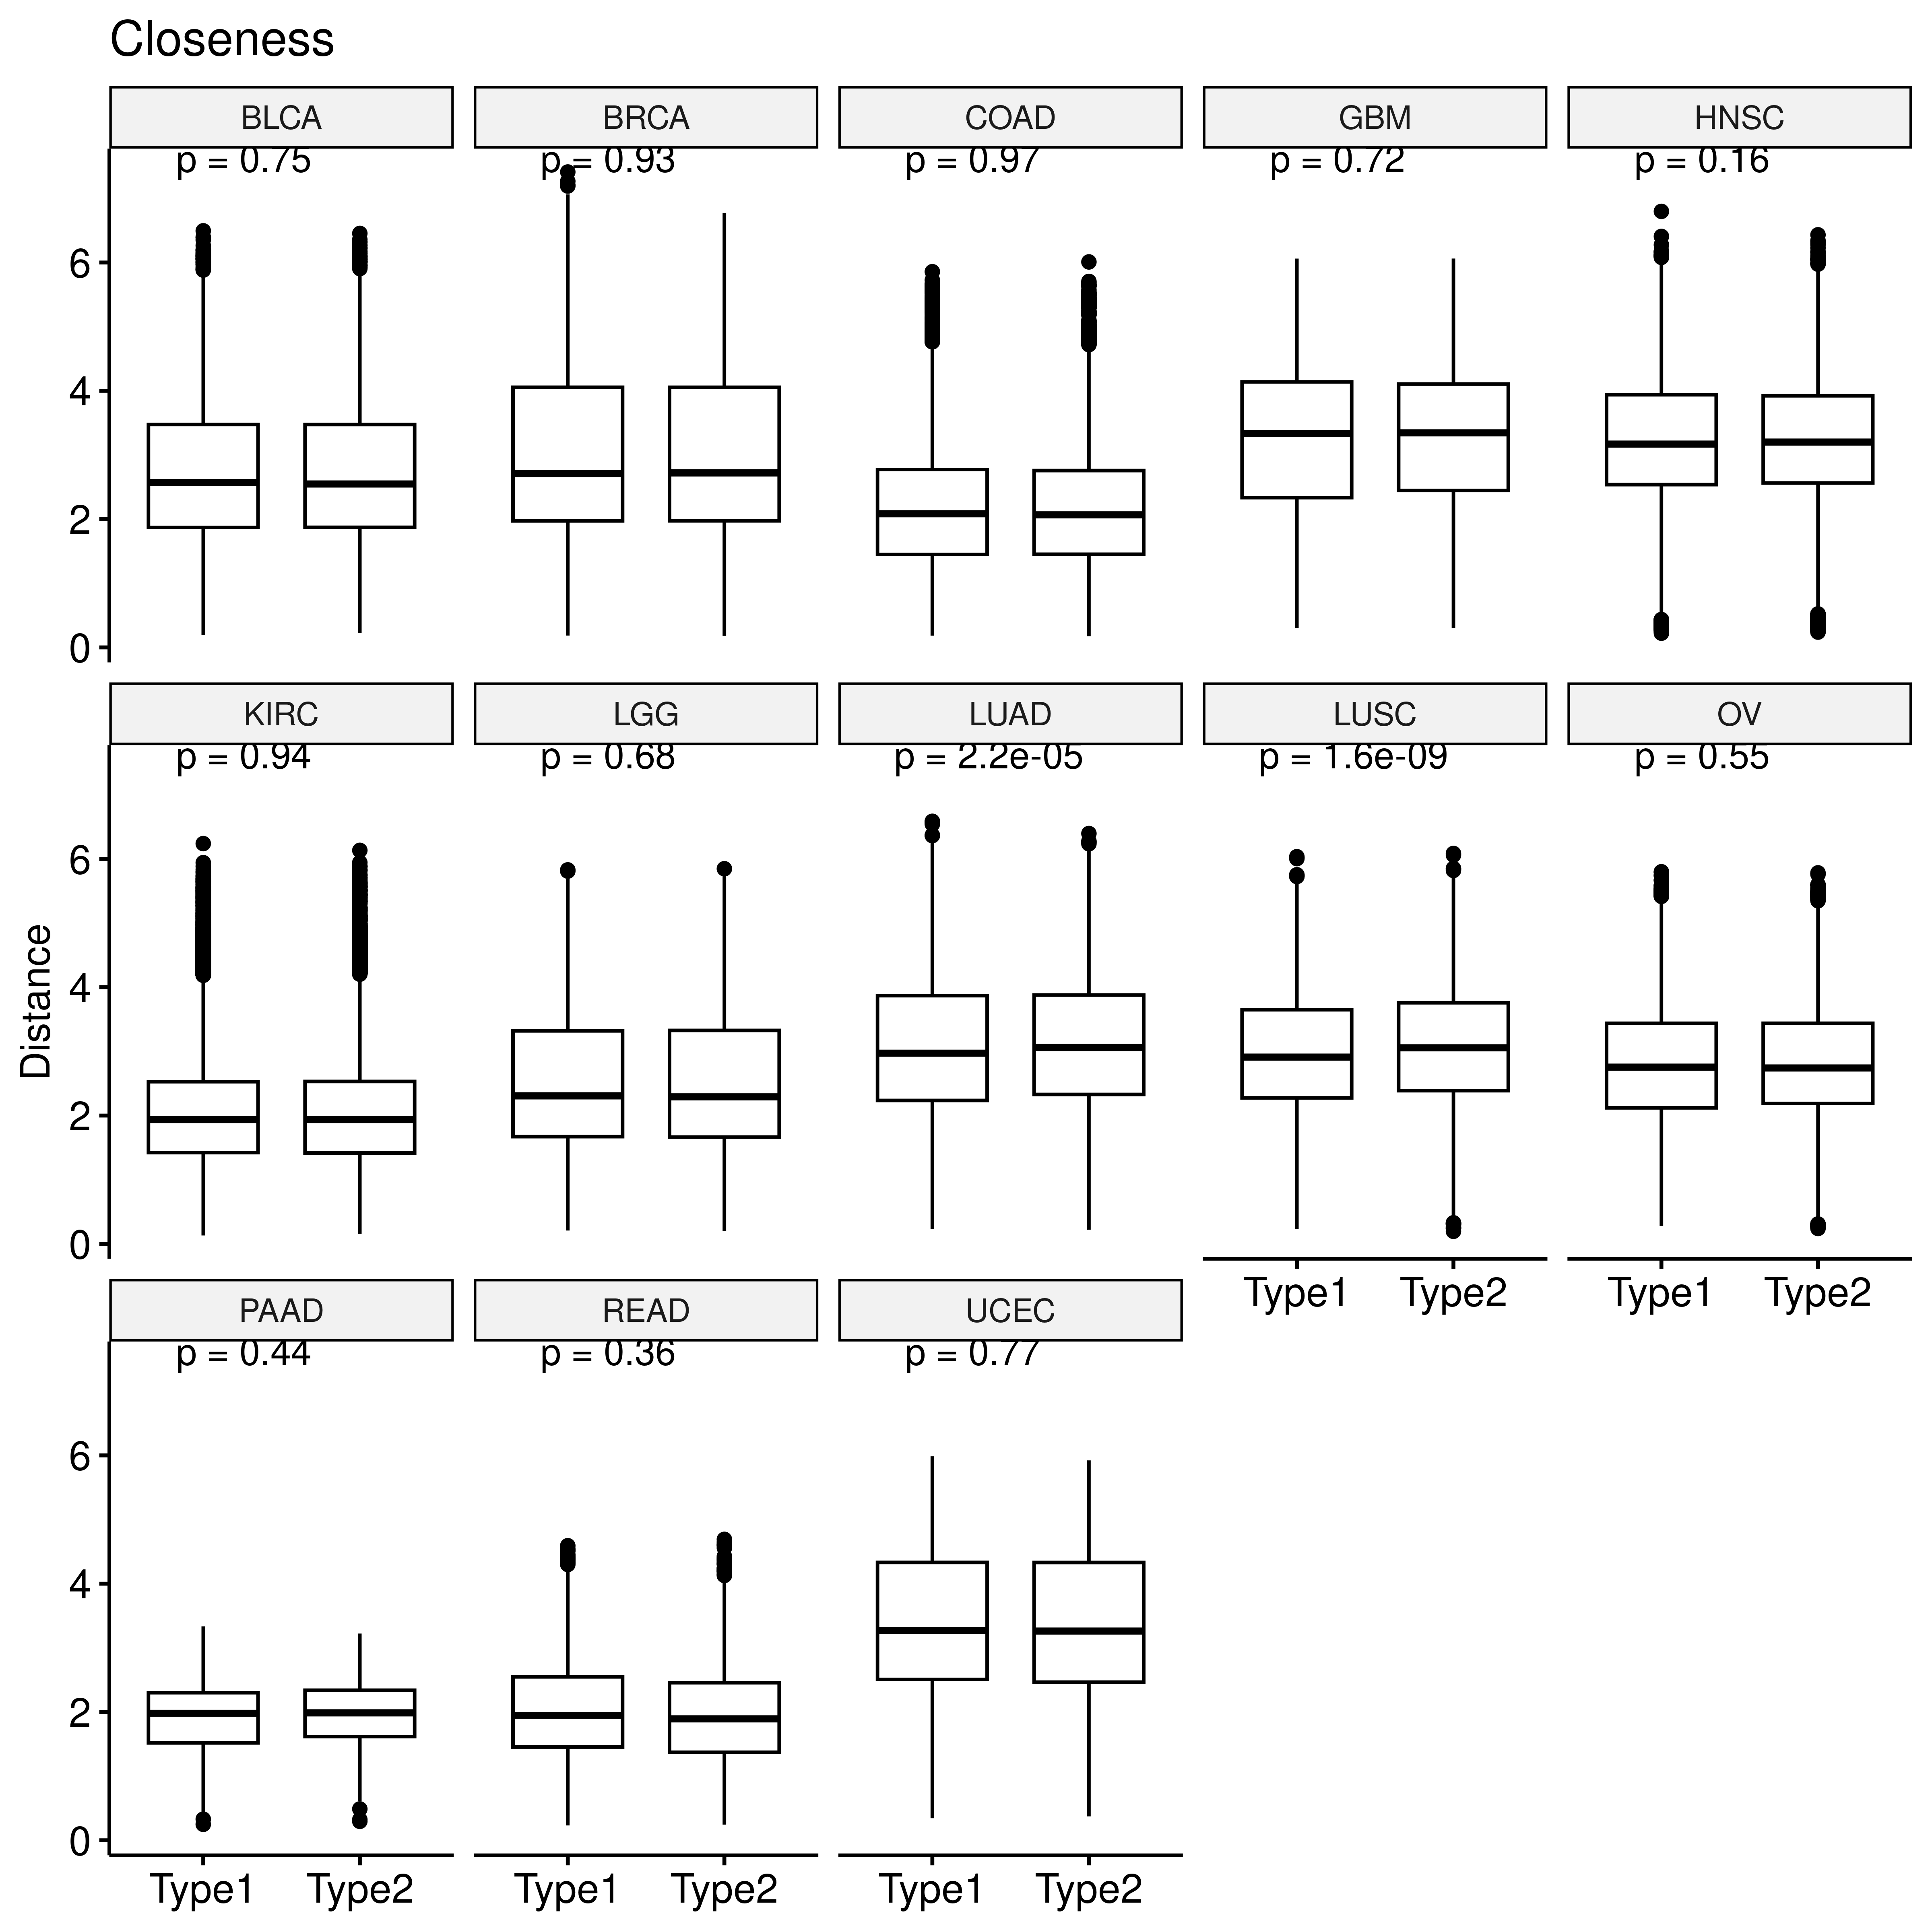 Closeness
BLCA BRCA COAD GBM HNSC
p = 0.75 p = 0.93 p = 0.97 p = 0.72 p = 0.16
6
4
2
0
KIRC LGG LUAD LUSC OV
p = 0.94 p = 0.68 p = 2.2e-05 p = 1.6e-09 p = 0.55
6
4
2
0
Distance
Type1 Type2 Type1 Type2
PAAD READ UCEC
p = 0.44 p = 0.36 p = 0.77
6
4
2
0
Type1 Type2 Type1 Type2 Type1 Type2